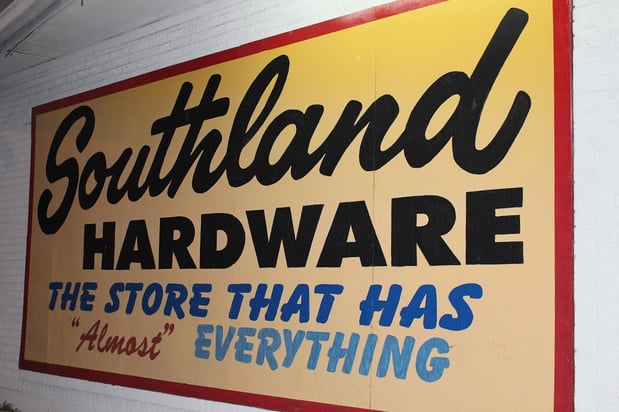 Southland
HARDWARE
THE STORE THAT HAS
"Almost" EVERYTHING